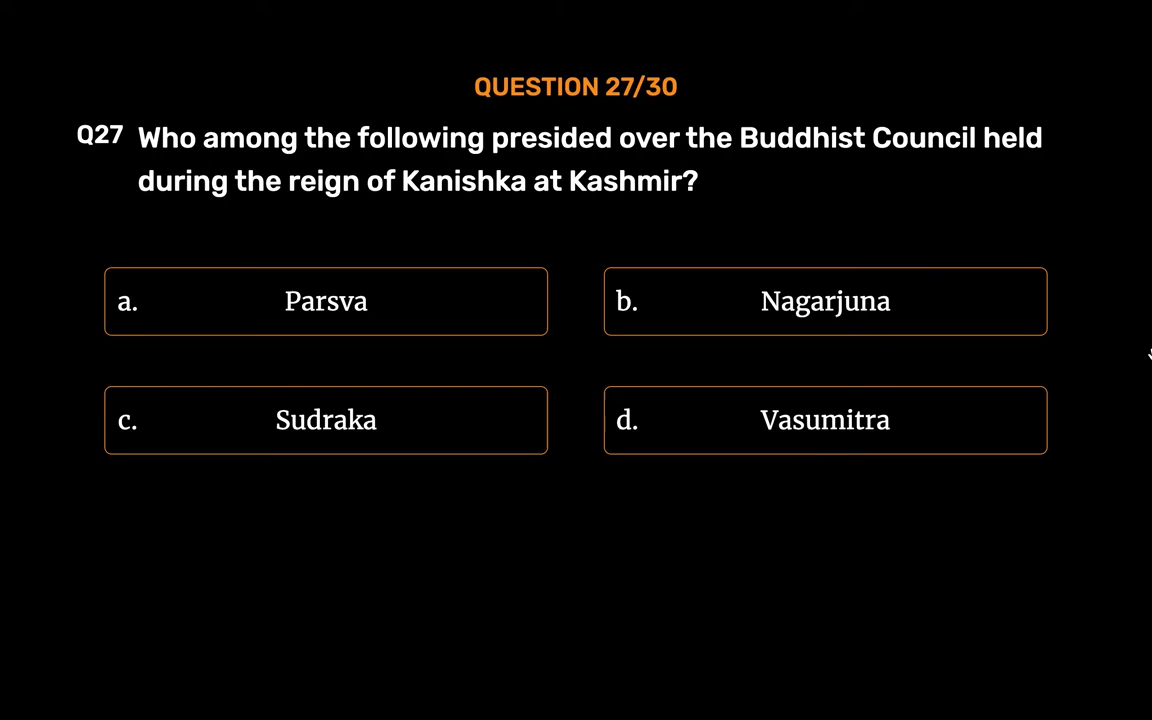 QUESTION 27/30
Q27 Who among the following presided over the Buddhist Council held
during the reign of Kanishka at Kashmir?
a. Parsva
b. Nagarjuna
c. Sudraka
d. Vasumitra